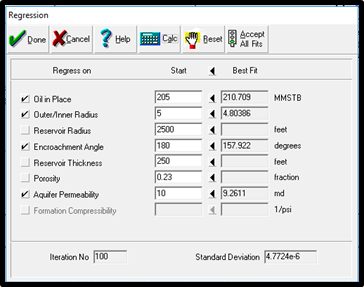 Regression
Done Cancel Help Calc Reset Accept All Fits
Regress on Start Best Fit
Oil in Place 205 210.709 MMSTB
Outer/Inner Radius 5 4.80386
Reservoir Radius 2500 feet
Encroachment Angle 180 157.922 degrees
Reservoir Thickness 250 feet
Porosity 0.23 fraction
Aquifer Permeability 10 9.2611 md
Formation Compressibility 1/psi
Iteration No 100 Standard Deviation 4.7724e-6